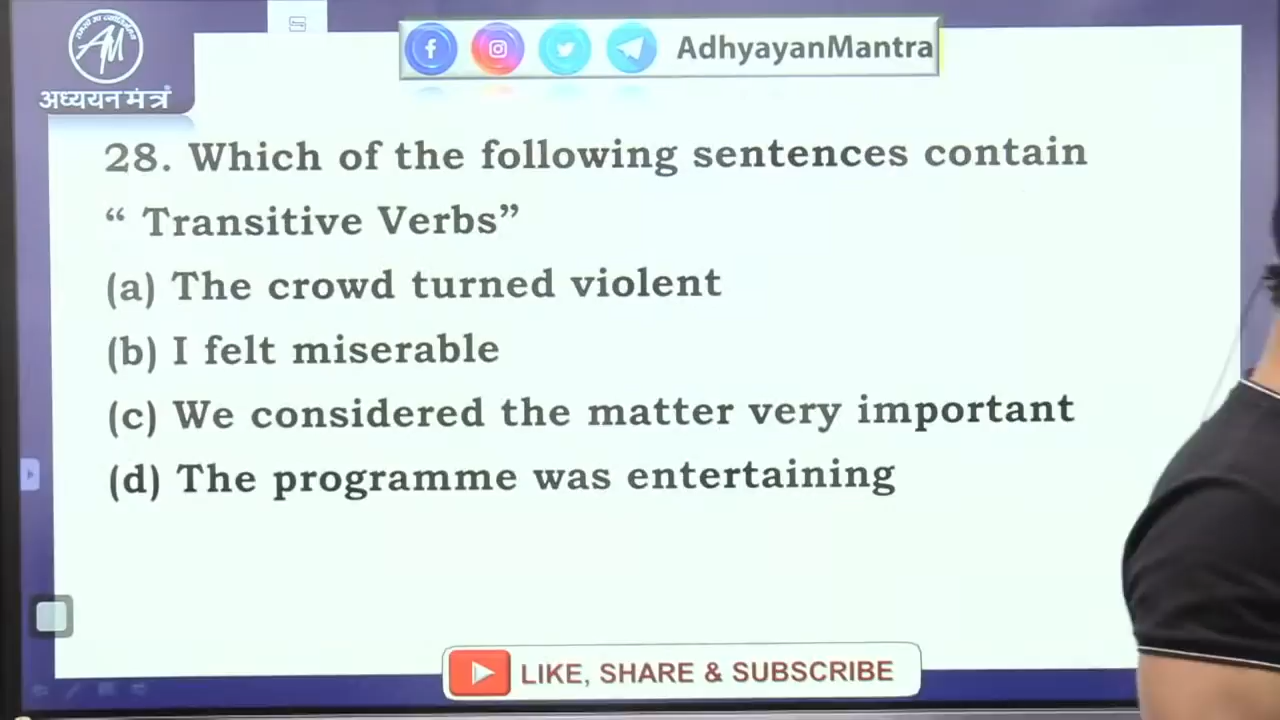 अध्ययन मंत्रं
AdhyayanMantra
28. Which of the following sentences contain
“ Transitive Verbs”
(a) The crowd turned violent
(b) I felt miserable
(c) We considered the matter very important
(d) The programme was entertaining
LIKE, SHARE & SUBSCRIBE